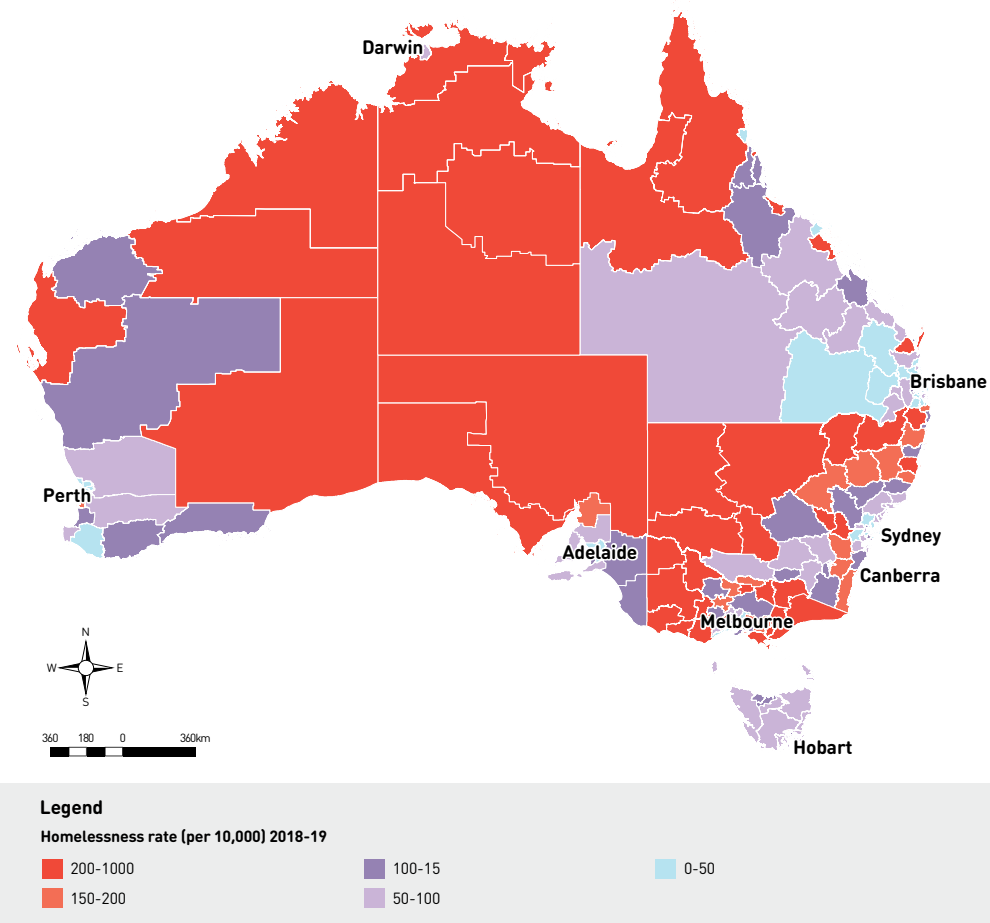 Darwin
Brisbane
Perth
Adelaide
Sydney
Canberra
Melbourne
N
W E
S
360 180 0 360km
Hobart
Legend
Homelessness rate (per 10,000) 2018-19
200-1000 100-15 0-50
150-200 50-100